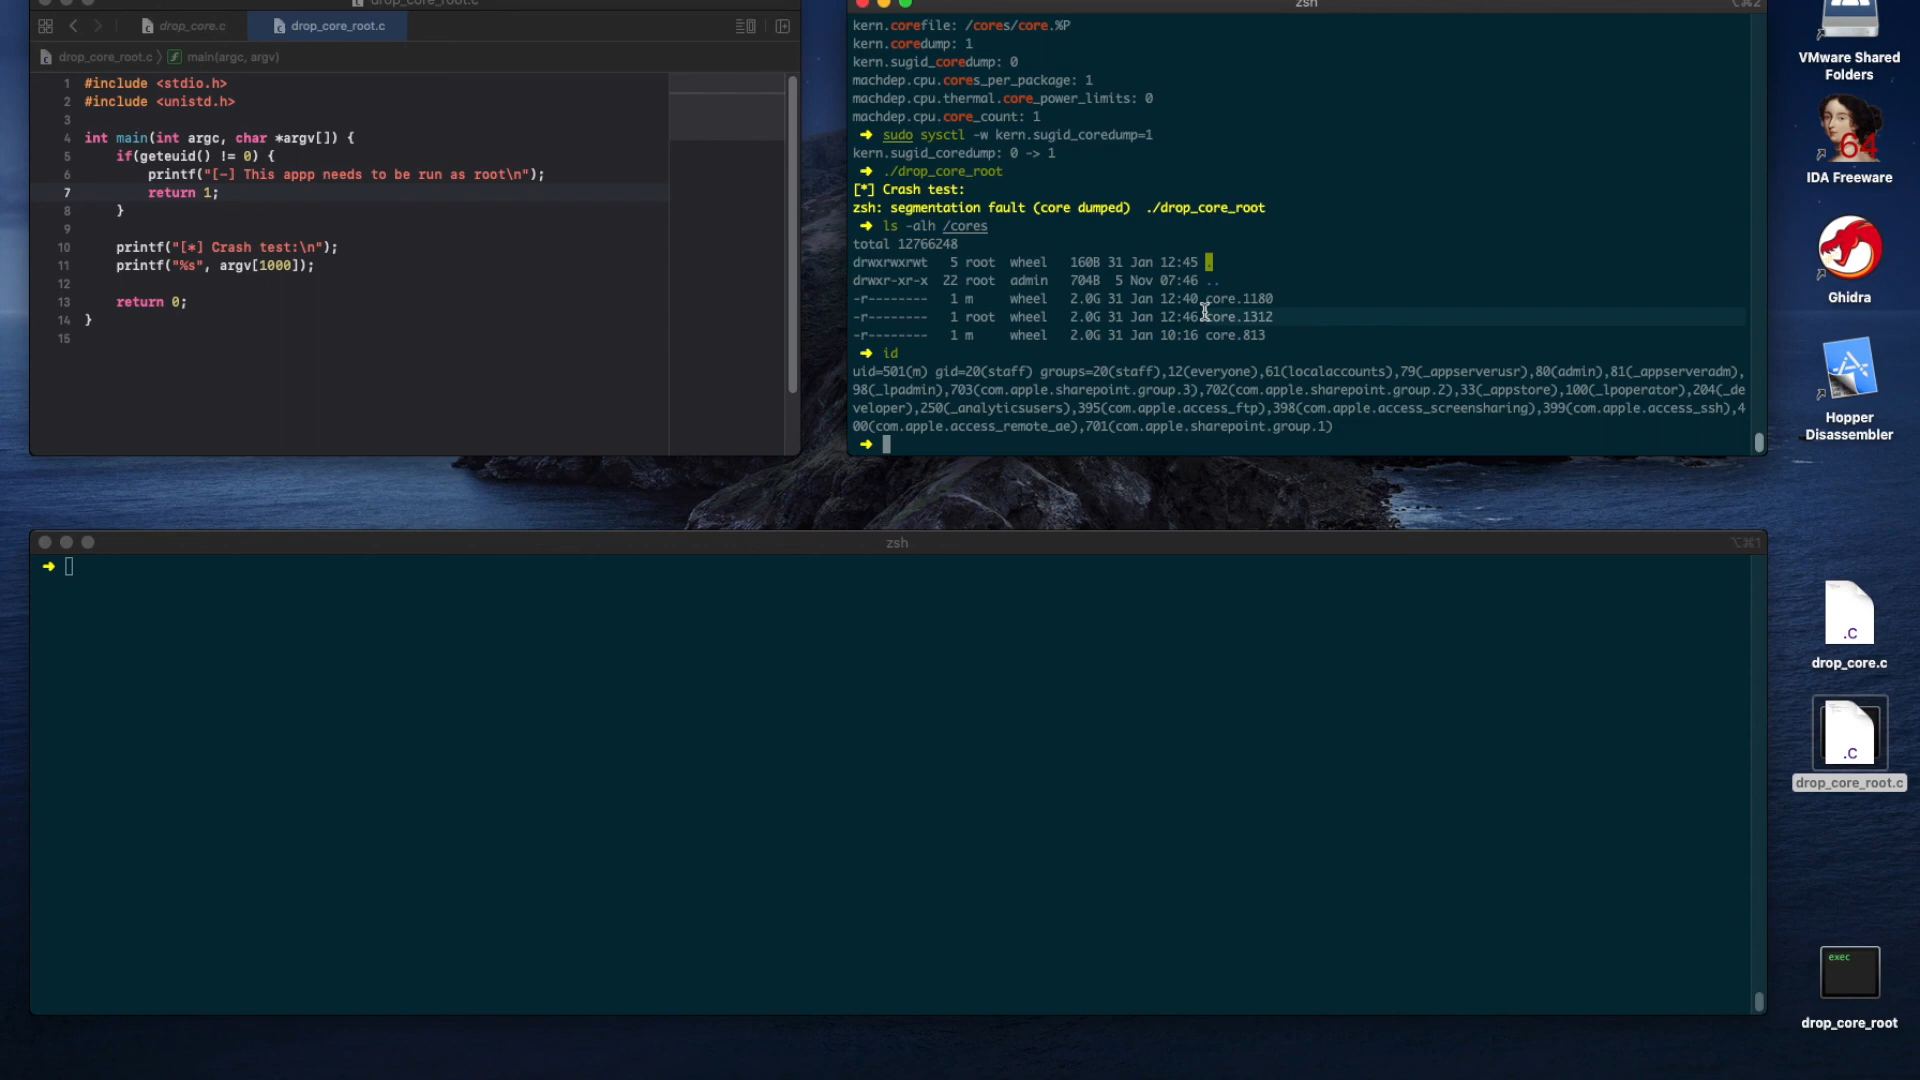 drop_core_root.c
drop_core.c
drop_core_root.c
drop_core_root.c 〉 main(argc, argv)
1 #include <stdio.h>
2 #include <unistd.h>
3
4 int main(int argc, char *argv[]) {
5 if(geteuid() != 0) {
6 printf("[-] This appp needs to be run as root\n");
7 return 1;
8 }
9
10 printf("[*] Crash test:\n");
11 printf("%s", argv[1000]);
12
13 return 0;
14 }
15
zsh
⌥⌘2
kern.corefile: /cores/core.%P
kern.coredump: 1
kern.sugid_coredump: 0
machdep.cpu.cores_per_package: 1
machdep.cpu.thermal.core_power_limits: 0
machdep.cpu.core_count: 1
➜ sudo sysctl -w kern.sugid_coredump=1
kern.sugid_coredump: 0 -> 1
➜ ./drop_core_root
[*] Crash test:
zsh: segmentation fault (core dumped) ./drop_core_root
➜ ls -alh /cores
total 12766248
drwxrwxrwt 5 root wheel 160B 31 Jan 12:45 .
drwxr-xr-x 22 root admin 704B 5 Nov 07:46 ..
-r-------- 1 m wheel 2.0G 31 Jan 12:40 core.1180
-r-------- 1 root wheel 2.0G 31 Jan 12:46 core.1312
-r-------- 1 m wheel 2.0G 31 Jan 10:16 core.813
➜ id
uid=501(m) gid=20(staff) groups=20(staff),12(everyone),61(localaccounts),79(_appserverusr),80(admin),81(_appserveradm),
98(_lpadmin),703(com.apple.sharepoint.group.3),702(com.apple.sharepoint.group.2),33(_appstore),100(_lpoperator),204(_de
veloper),250(_analyticsusers),395(com.apple.access_ftp),398(com.apple.access_screensharing),399(com.apple.access_ssh),4
00(com.apple.access_remote_ae),701(com.apple.sharepoint.group.1)
➜
zsh
⌥⌘1
➜
VMware Shared
Folders
64
IDA Freeware
Ghidra
Hopper
Disassembler
.C
drop_core.c
.C
drop_core_root.c
exec
drop_core_root